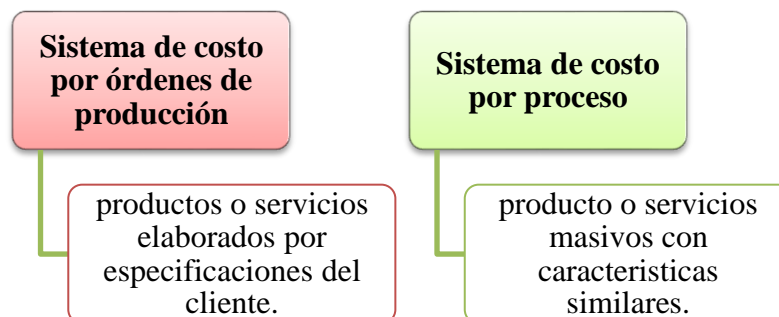 Sistema de costo
por órdenes de
producción
productos o servicios
elaborados por
especificaciones del
cliente.
Sistema de costo
por proceso
producto o servicios
masivos con
caracteristicas
similares.